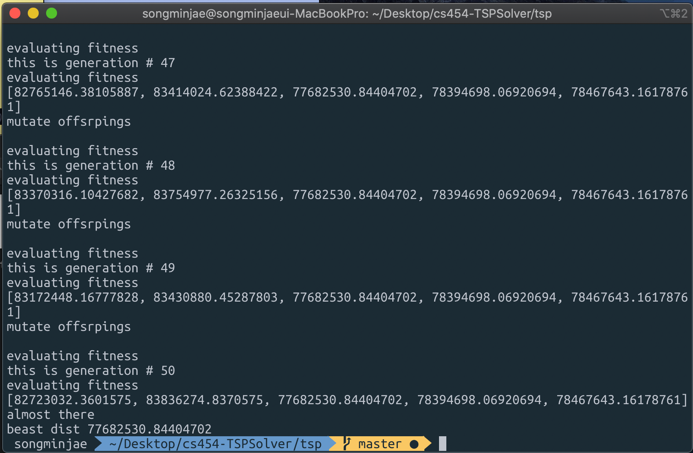 songminjae@songminjaeui-MacBookPro: ~/Desktop/cs454-TSPSolver/tsp
⌥⌘2
evaluating fitness
this is generation # 47
evaluating fitness
[82765146.38105887, 83414024.62388422, 77682530.84404702, 78394698.06920694, 78467643.1617876
1]
mutate offsrpings
evaluating fitness
this is generation # 48
evaluating fitness
[83370316.10427682, 83754977.26325156, 77682530.84404702, 78394698.06920694, 78467643.1617876
1]
mutate offsrpings
evaluating fitness
this is generation # 49
evaluating fitness
[83172448.16777828, 83430880.45287803, 77682530.84404702, 78394698.06920694, 78467643.1617876
1]
mutate offsrpings
evaluating fitness
this is generation # 50
evaluating fitness
[82723032.3601575, 83836274.8370575, 77682530.84404702, 78394698.06920694, 78467643.16178761]
almost there
beast dist 77682530.84404702
songminjae ~/Desktop/cs454-TSPSolver/tsp master ●